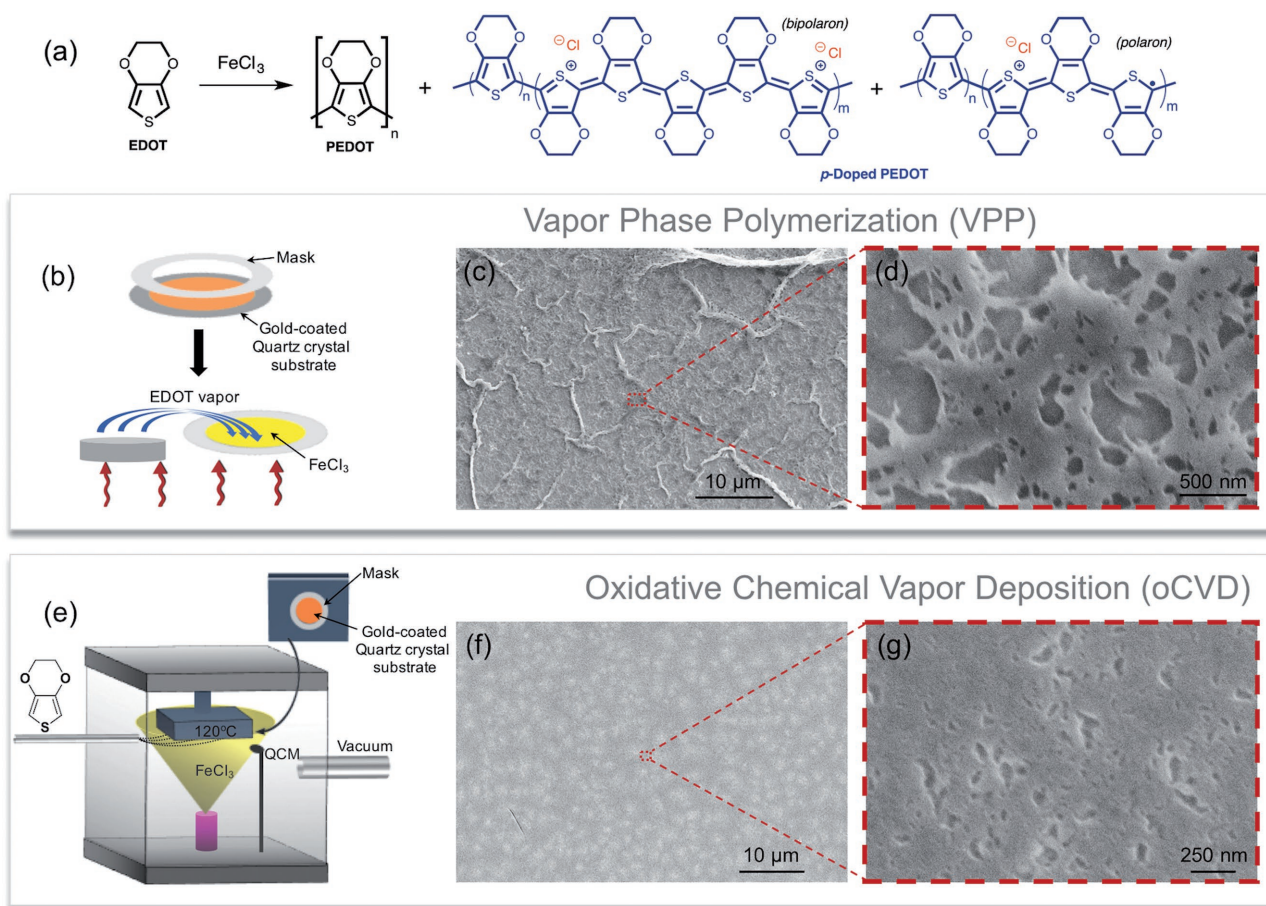 (a)
EDOT
FeCl₃
PEDOT
n
+
(bipolaron)
⊖Cl
⊖Cl
n
m
+
(polaron)
⊖Cl
n
m
p-Doped PEDOT
Vapor Phase Polymerization (VPP)
(b)
Mask
Gold-coated
Quartz crystal
substrate
EDOT vapor
FeCl₃
(c)
10 µm
(d)
500 nm
Oxidative Chemical Vapor Deposition (oCVD)
(e)
Mask
Gold-coated
Quartz crystal
substrate
O O
S
120ºC
QCM
Vacuum
FeCl₃
(f)
10 µm
(g)
250 nm